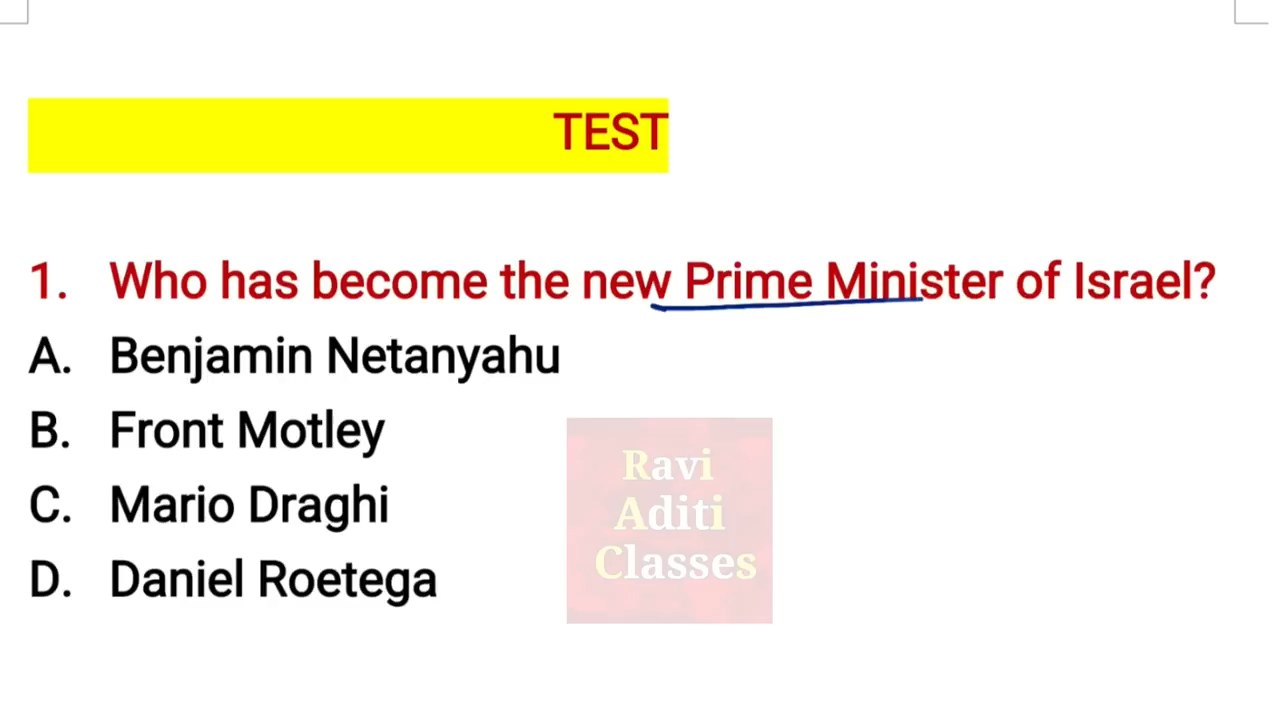 TEST
1. Who has become the new Prime Minister of Israel?
A. Benjamin Netanyahu
B. Front Motley
C. Mario Draghi
D. Daniel Roetega
Ravi
Aditi
Classes